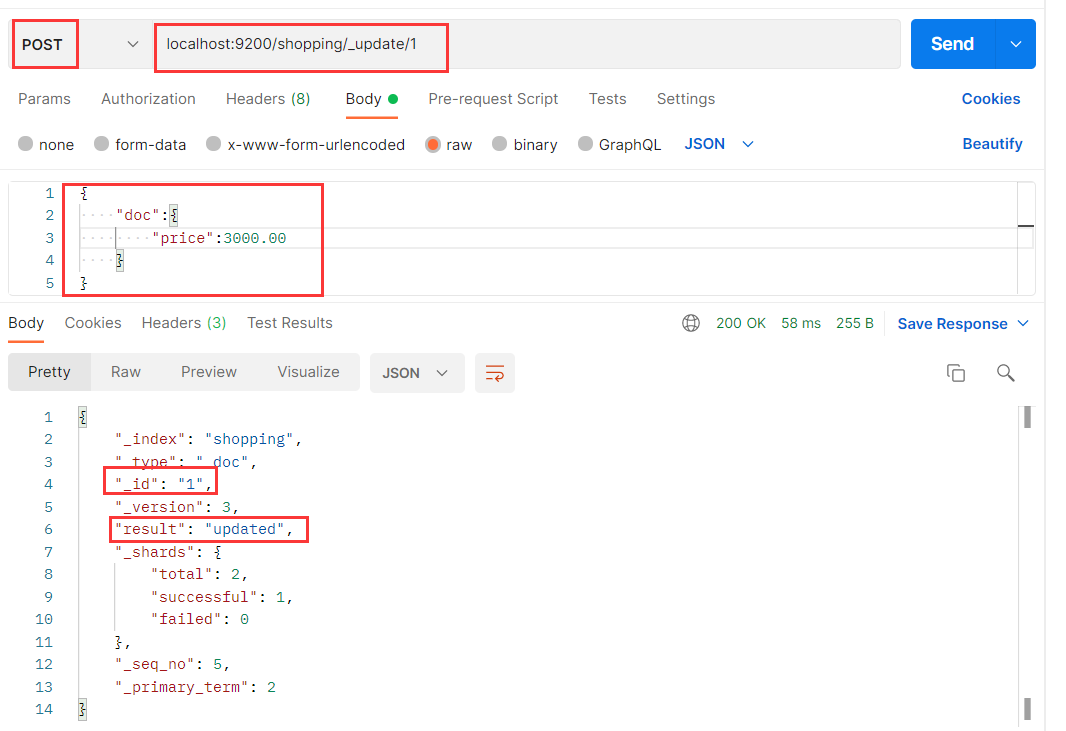 POST localhost:9200/shopping/_update/1 Send
Params Authorization Headers (8) Body Pre-request Script Tests Settings Cookies
none form-data x-www-form-urlencoded raw binary GraphQL JSON Beautify
1 {
2 "doc":{
3 "price":3000.00
4 }
5 }
Body Cookies Headers (3) Test Results 200 OK 58 ms 255 B Save Response
Pretty Raw Preview Visualize JSON
1 {
2 "_index": "shopping",
3 "_type": "_doc",
4 "_id": "1",
5 "_version": 3,
6 "result": "updated",
7 "_shards": {
8 "total": 2,
9 "successful": 1,
10 "failed": 0
11 },
12 "_seq_no": 5,
13 "_primary_term": 2
14 }